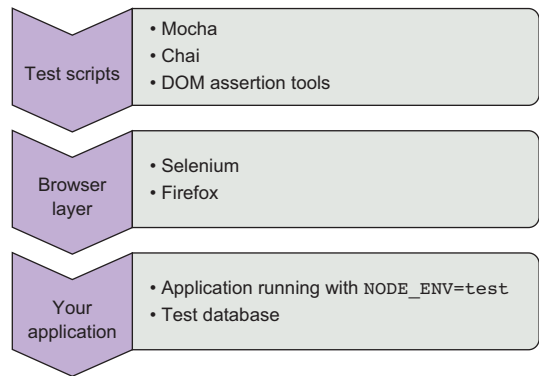 Test scripts
• Mocha
• Chai
• DOM assertion tools
Browser
layer
• Selenium
• Firefox
Your
application
• Application running with NODE_ENV=test
• Test database